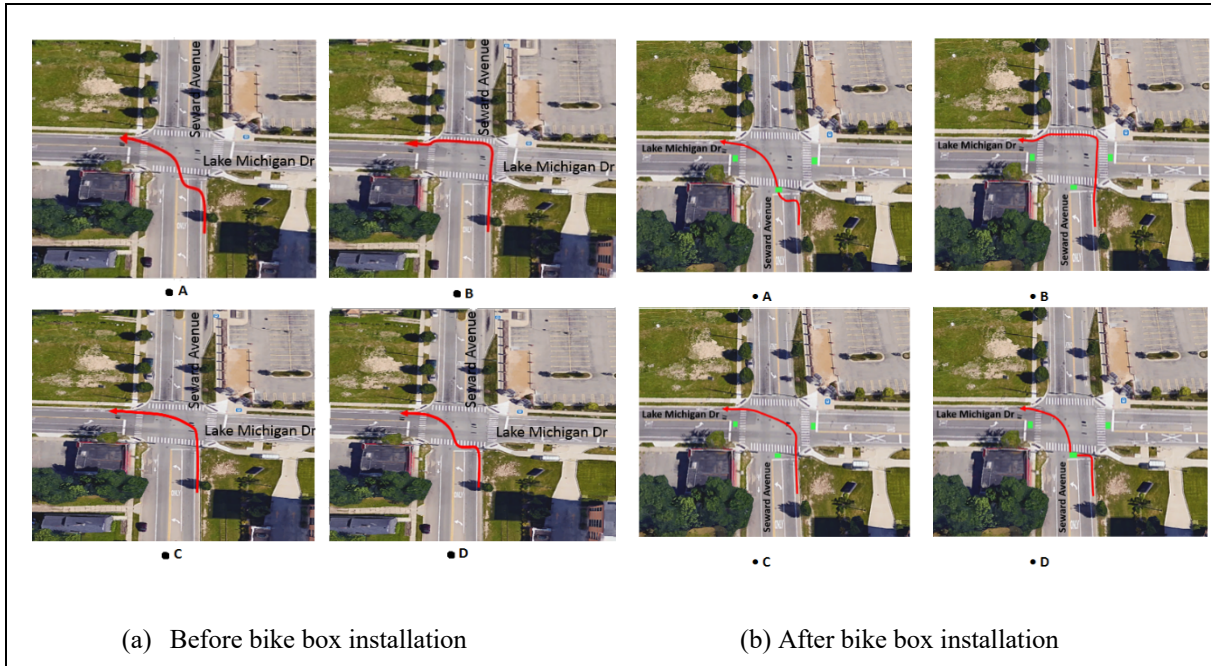 Seward Avenue
Lake Michigan Dr
Seward Avenue
Lake Michigan Dr
Lake Michigan Dr
Seward Avenue
Lake Michigan Dr
Seward Avenue
• A
• B
• A
• B
Seward Avenue
Lake Michigan Dr
Seward Avenue
Lake Michigan Dr
Lake Michigan Dr
Seward Avenue
Lake Michigan Dr
Seward Avenue
• C
• D
• C
• D
(a) Before bike box installation
(b) After bike box installation